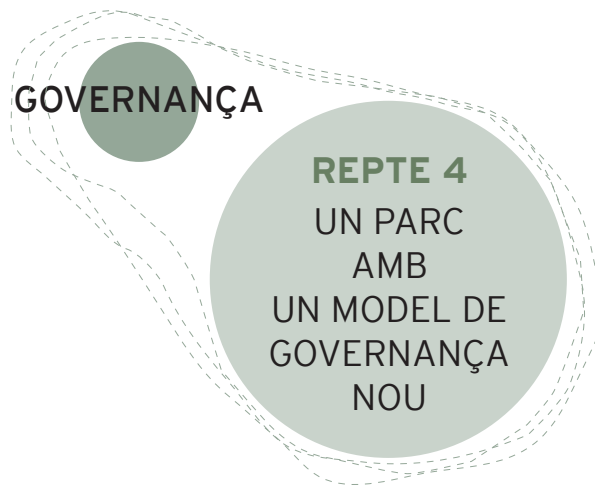 GOVERNANÇA
REPTE 4
UN PARC
AMB
UN MODEL DE
GOVERNANÇA
NOU